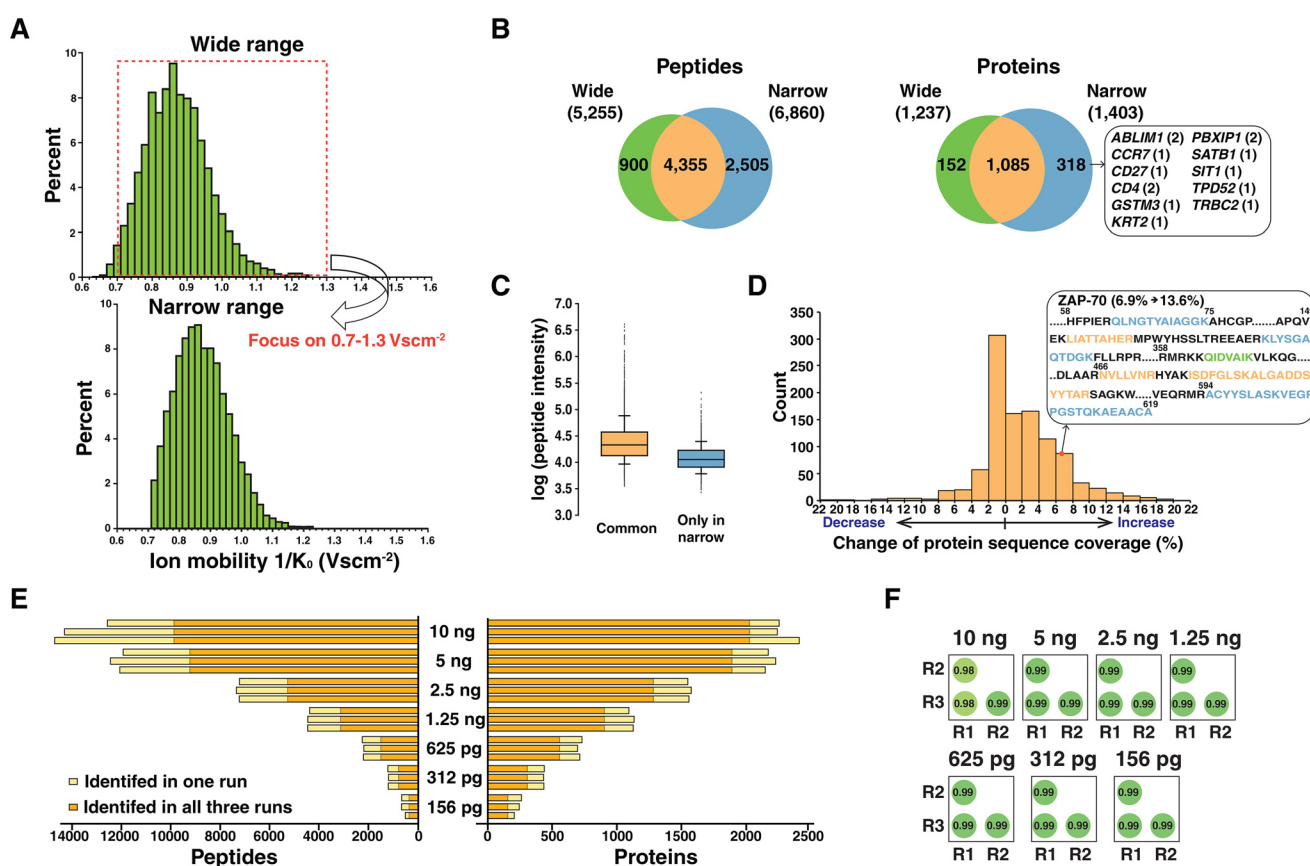 A
Wide range
10
8
6
4
2
0
Percent
0.6 0.7 0.8 0.9 1.0 1.1 1.2 1.3 1.4 1.5 1.6
Narrow range
Focus on 0.7-1.3 Vscm-2
10
8
6
4
2
0
Percent
0.6 0.7 0.8 0.9 1.0 1.1 1.2 1.3 1.4 1.5 1.6
Ion mobility 1/K0 (Vscm-2)
B
Peptides
Wide
(5,255)
Narrow
(6,860)
900 4,355 2,505
Proteins
Wide
(1,237)
Narrow
(1,403)
152 1,085 318
ABLIM1 (2) PBXIP1 (2)
CCR7 (1) SATB1 (1)
CD27 (1) SIT1 (1)
CD4 (2) TPD52 (1)
GSTM3 (1) TRBC2 (1)
KRT2 (1)
C
log (peptide intensity)
7.0
6.5
6.0
5.5
5.0
4.5
4.0
3.5
3.0
Common
Only in
narrow
D
Count
350
300
250
200
150
100
50
0
22 20 18 16 14 12 10 8 6 4 2 0 2 4 6 8 10 12 14 16 18 20 22
Decrease Increase
Change of protein sequence coverage (%)
ZAP-70 (6.9% → 13.6%)
58 75 14
..HFPIERQLNGTYAIAGGKAHCGP.......APQV
EKLIATTAHERMPWYHSSLTREEAERKLYSGA
358
QTDGKFLLRPR.....RMRKKQIDVAIKVLKQG....
466
..DLAARNVLLVNRHYAKISDFGLSKALGADDS
594
YYTARSAGKW.....VEQRMRACYYSLASKVEGP
619
PGSTQKAEAACA
E
10 ng
5 ng
2.5 ng
1.25 ng
625 pg
312 pg
156 pg
Identifed in one run
Identifed in all three runs
14000 12000 10000 8000 6000 4000 2000 0
Peptides
0 500 1000 1500 2000 2500
Proteins
F
10 ng 5 ng 2.5 ng 1.25 ng
R2 0.98 0.99 0.99 0.99
R3 0.98 0.99 0.99 0.99 0.99 0.99 0.99 0.99
R1 R2 R1 R2 R1 R2 R1 R2
625 pg 312 pg 156 pg
R2 0.99 0.99 0.99
R3 0.99 0.99 0.99 0.99 0.99 0.99
R1 R2 R1 R2 R1 R2